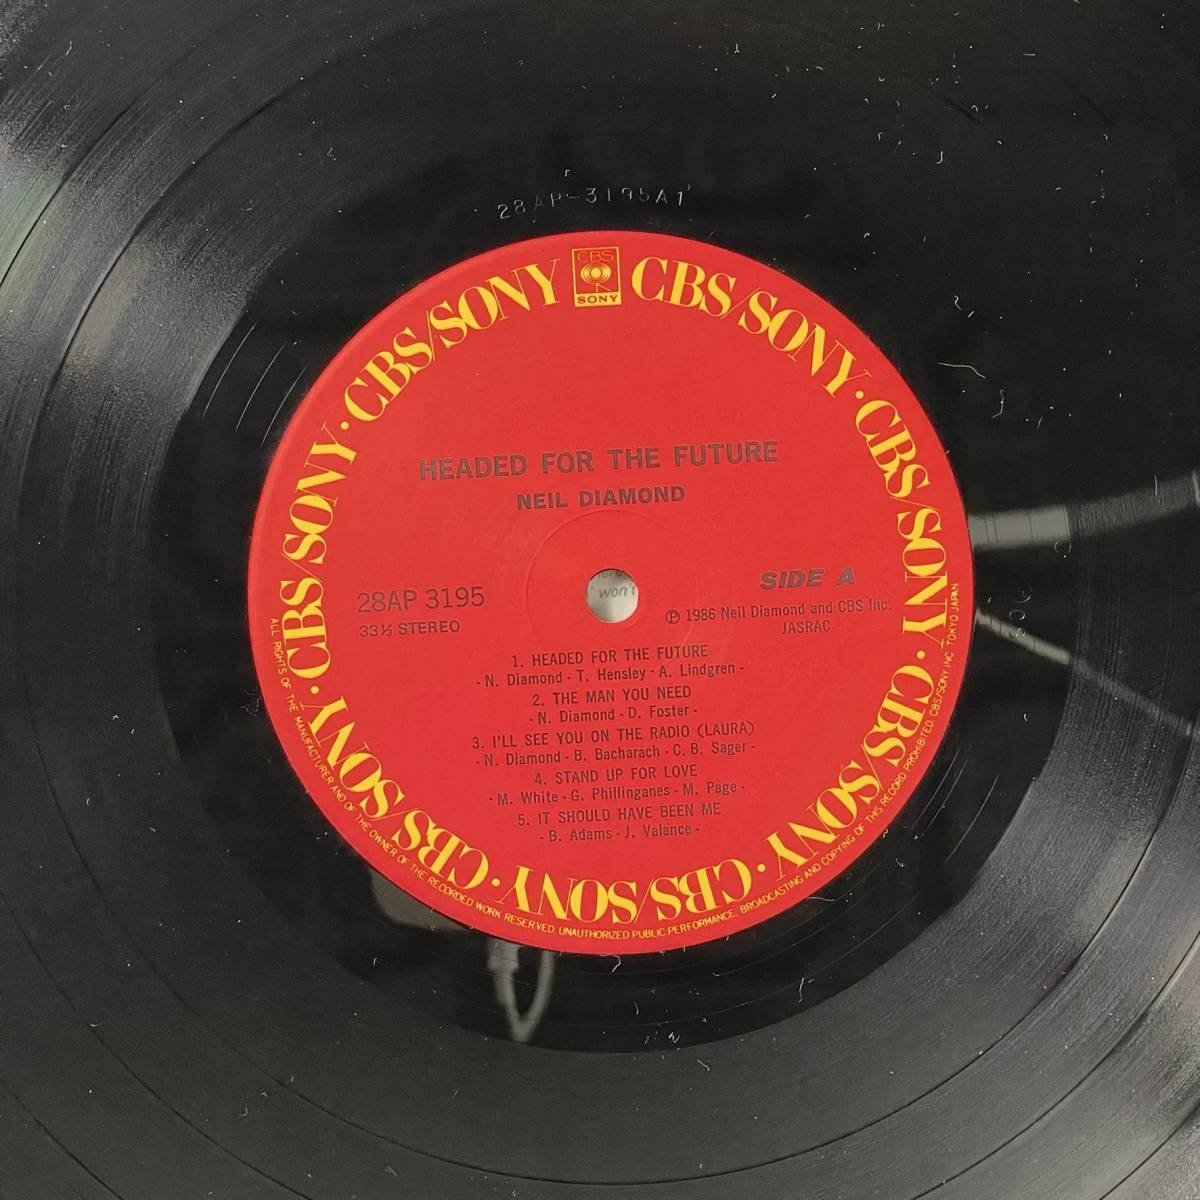 28AP-3195A1
CBS
SONY
CBS/SONY · CBS/SONY · CBS/SONY · CBS/SONY · CBS/SONY · CBS/SONY · CBS/SONY · CBS/SONY
HEADED FOR THE FUTURE
NEIL DIAMOND
28AP 3195
33⅓ STEREO
SIDE A
Ⓟ 1986 Neil Diamond and CBS Inc.
JASRAC
won't
1. HEADED FOR THE FUTURE
- N. Diamond - T. Hensley - A. Lindgren -
2. THE MAN YOU NEED
- N. Diamond - D. Foster -
3. I'LL SEE YOU ON THE RADIO (LAURA)
- N. Diamond - B. Bacharach - C. B. Sager -
4. STAND UP FOR LOVE
- M. White - G. Phillinganes - M. Page -
5. IT SHOULD HAVE BEEN ME
- B. Adams - J. Valance -
ALL RIGHTS OF THE MANUFACTURER AND OF THE OWNER OF THE RECORDED WORK RESERVED. UNAUTHORIZED PUBLIC PERFORMANCE, BROADCASTING AND COPYING OF THIS RECORD PROHIBITED. CBS/SONY INC. TOKYO JAPAN